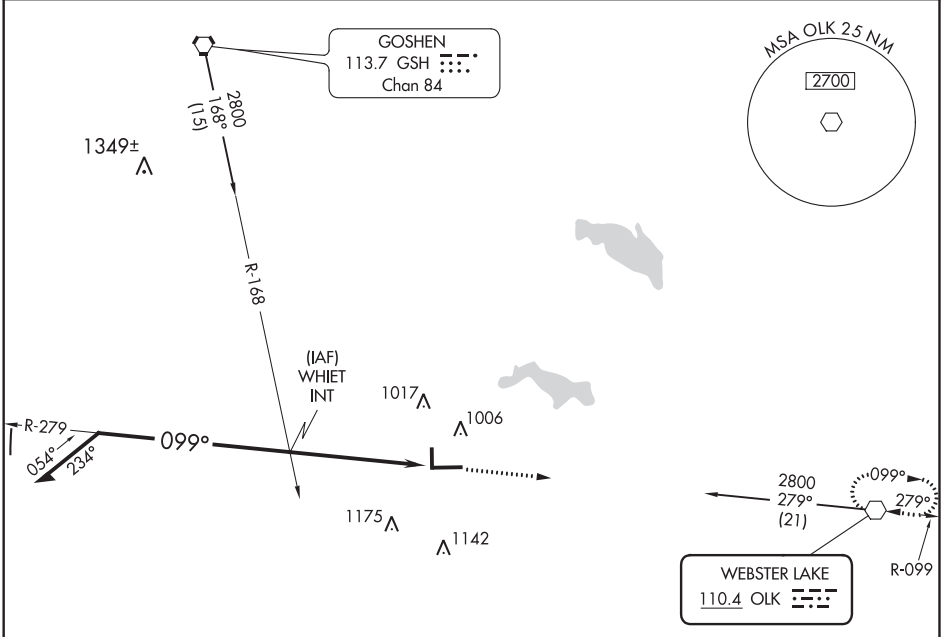 GOSHEN
113.7 GSH
Chan 84
MSA OLK 25 NM
2700
2800
168°
(15)
1349±
R-168
(IAF)
WHIET
INT
1017
1006
R-279
099°
054°
234°
1175
1142
2800
279°
(21)
099°
279°
R-099
WEBSTER LAKE
110.4 OLK